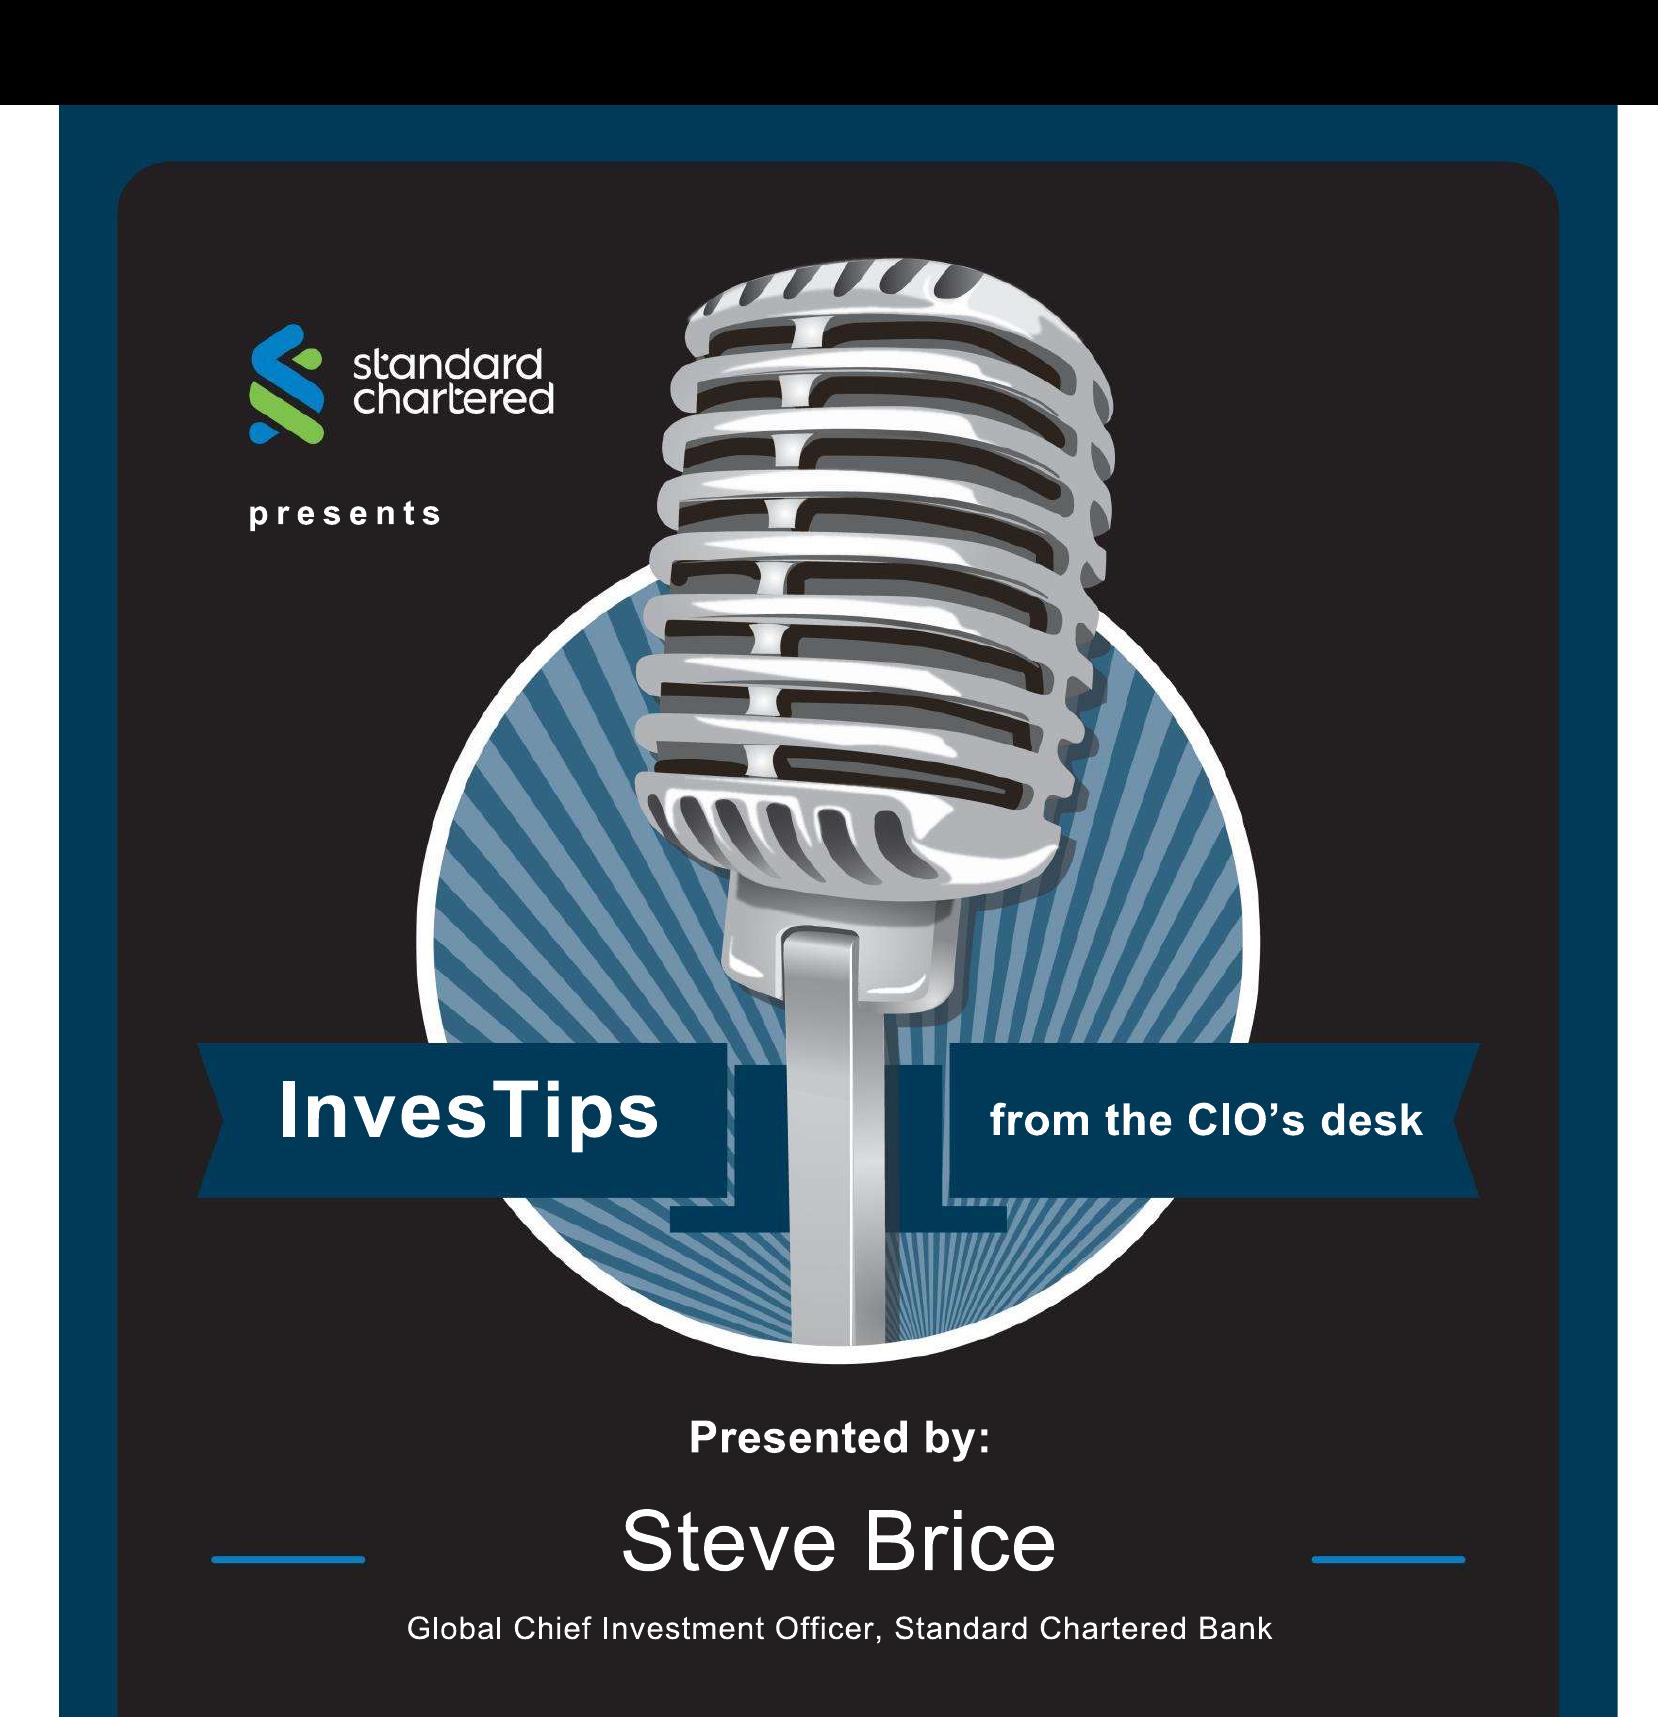 standard
chartered
presents
InvesTips
from the CIO’s desk
Presented by:
Steve Brice
Global Chief Investment Officer, Standard Chartered Bank